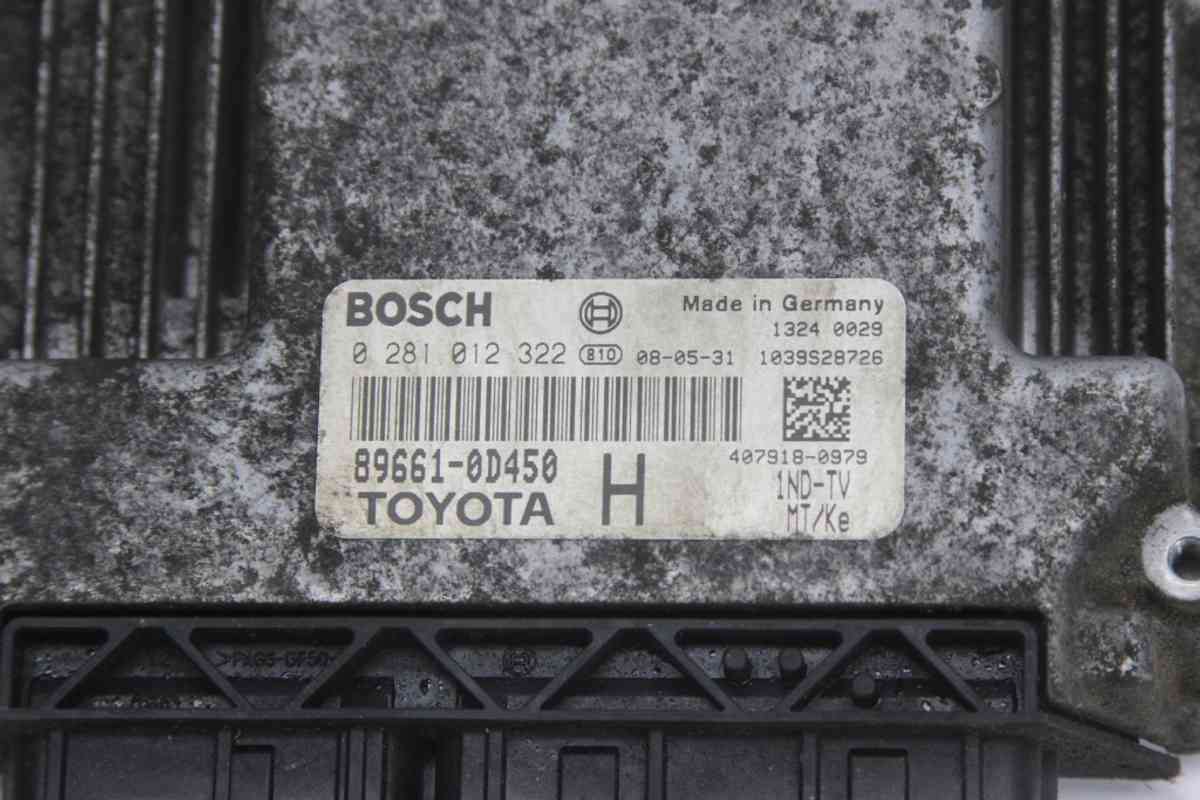 BOSCH Made in Germany
1324 0029
0 281 012 322 810 08-05-31 1039S28726
407918-0979
89661-0D450 H 1ND-TV
TOYOTA MT/Ke